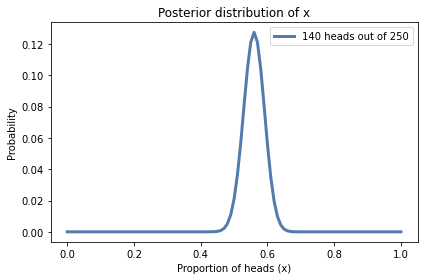 Posterior distribution of x
140 heads out of 250
Probability
0.12
0.10
0.08
0.06
0.04
0.02
0.00
0.0 0.2 0.4 0.6 0.8 1.0
Proportion of heads (x)